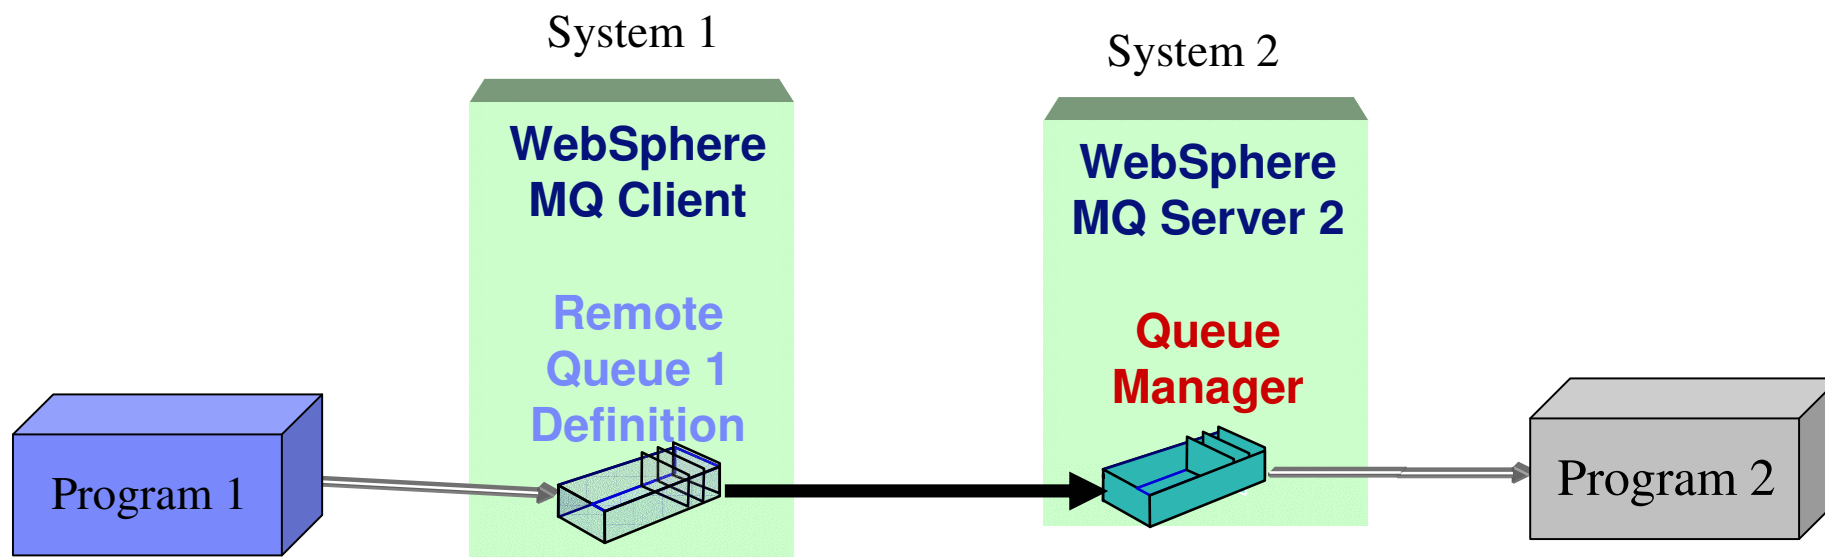 System 1
WebSphere
MQ Client
Remote
Queue 1
Definition
System 2
WebSphere
MQ Server 2
Queue
Manager
Program 1
Program 2